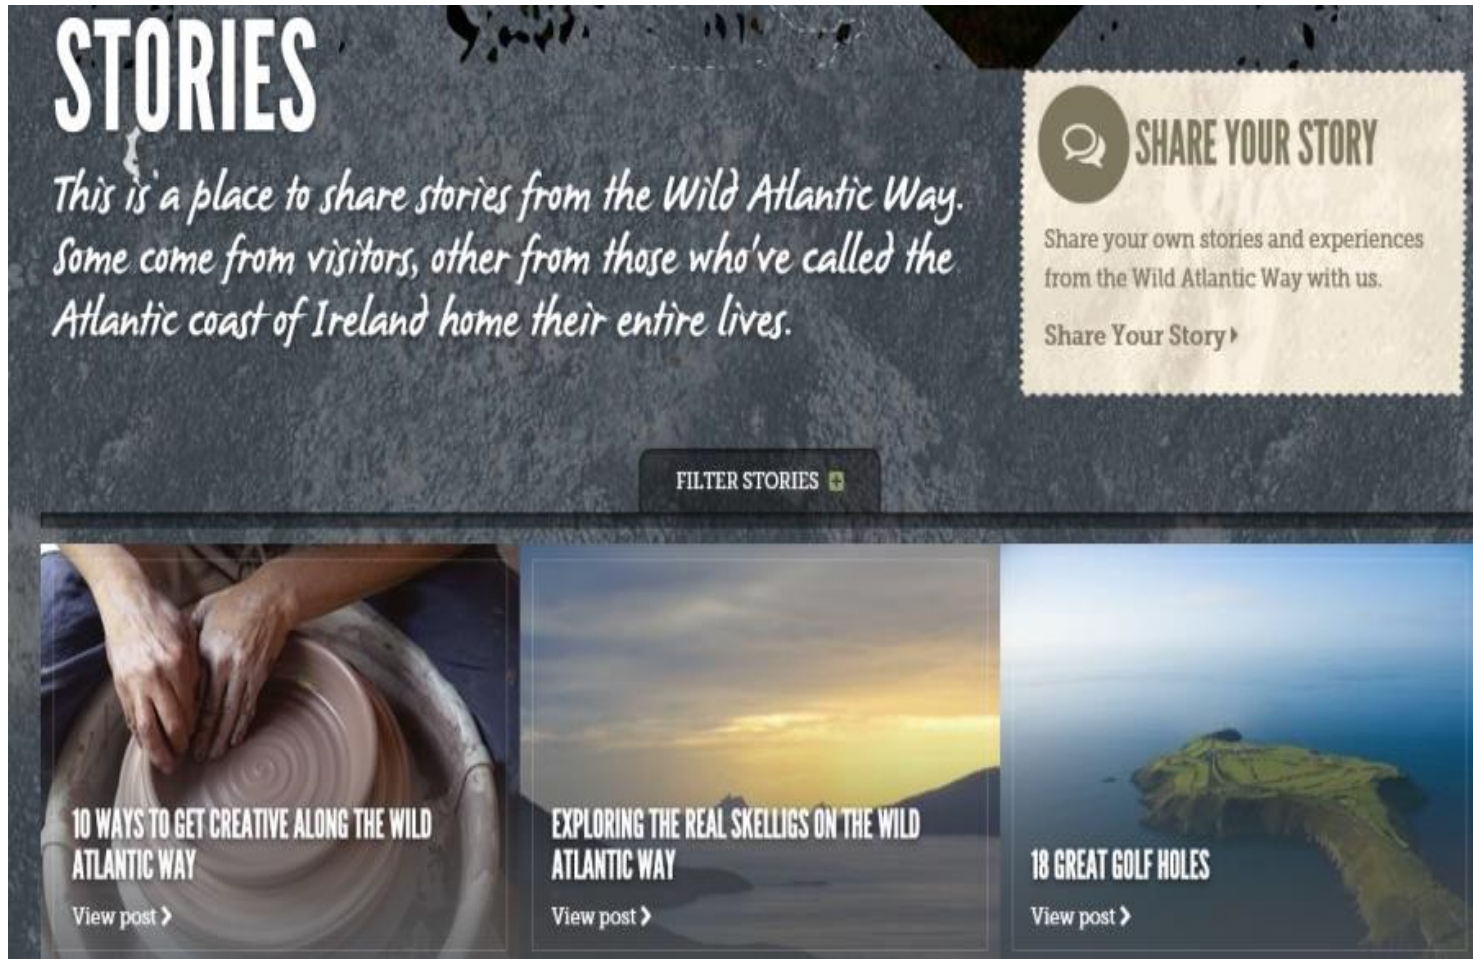 STORIES
This is a place to share stories from the Wild Atlantic Way.
Some come from visitors, other from those who've called the
Atlantic coast of Ireland home their entire lives.
SHARE YOUR STORY
Share your own stories and experiences
from the Wild Atlantic Way with us.
Share Your Story
FILTER STORIES
10 WAYS TO GET CREATIVE ALONG THE WILD
ATLANTIC WAY
View post
EXPLORING THE REAL SKELLIGS ON THE WILD
ATLANTIC WAY
View post
18 GREAT GOLF HOLES
View post